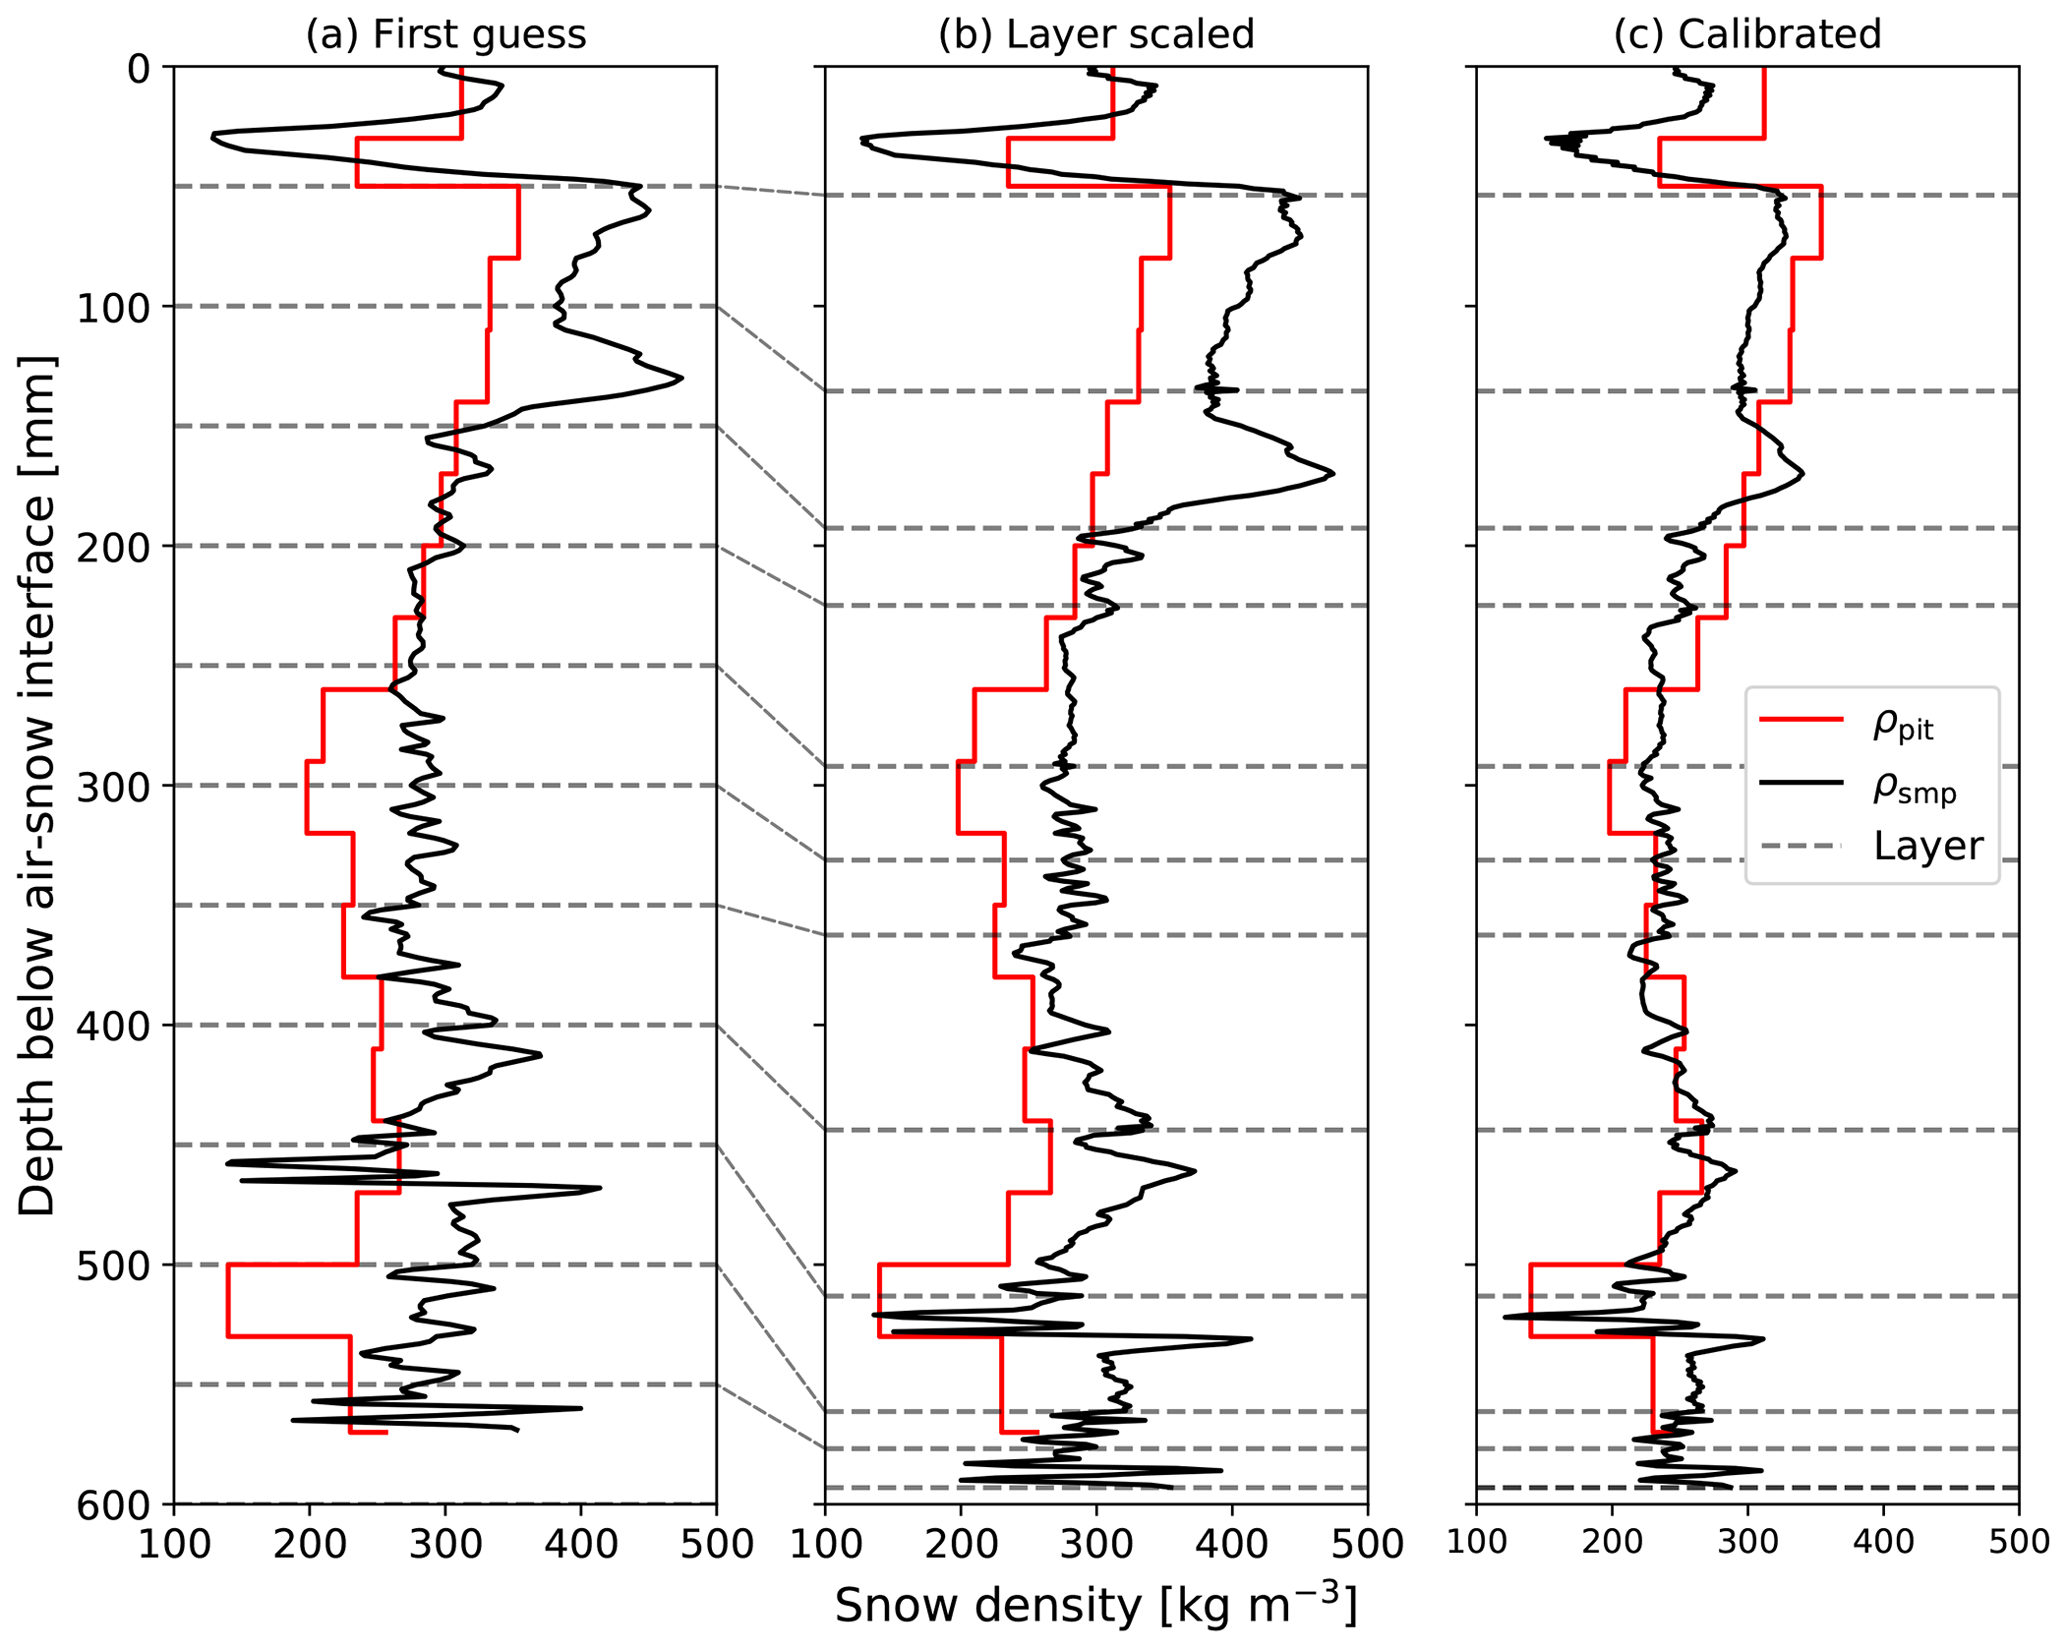 (a) First guess
(b) Layer scaled
(c) Calibrated
Depth below air-snow interface [mm]
0
100
200
300
400
500
600
100 200 300 400 500
100 200 300 400 500
100 200 300 400 500
ρpit
ρsmp
Layer
Snow density [kg m⁻³]